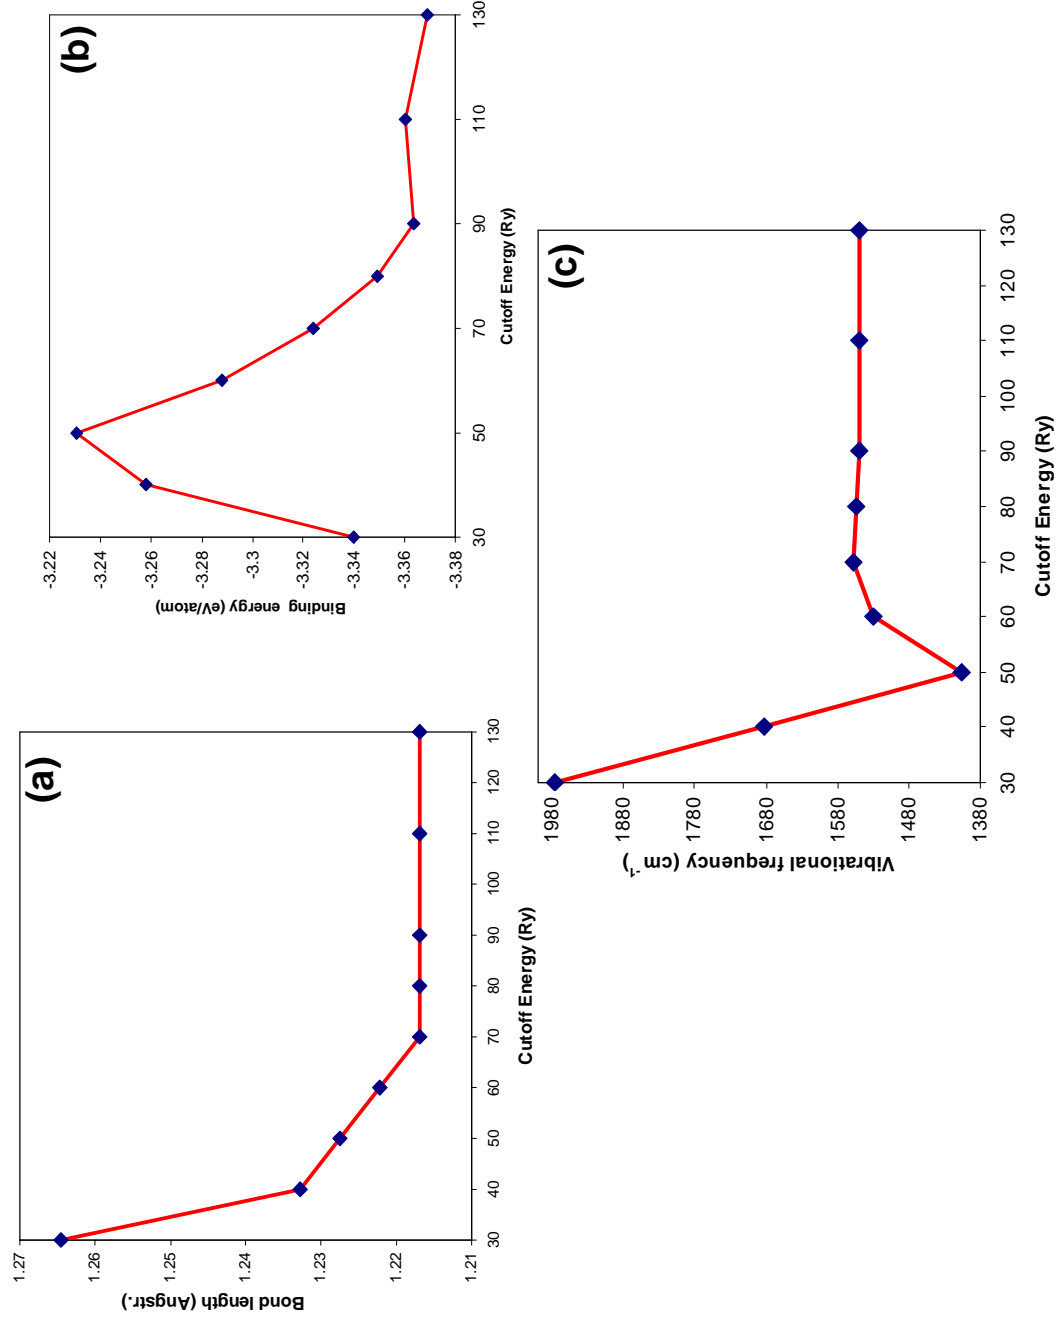 (a)
1.27
1.26
1.25
1.24
1.23
1.22
1.21
Bond length (Angstr.)
30 40 50 60 70 80 90 100 110 120 130
Cutoff Energy (Ry)
(b)
-3.22
-3.24
-3.26
-3.28
-3.3
-3.32
-3.34
-3.36
-3.38
Binding energy (eV/atom)
30 50 70 90 110 130
Cutoff Energy (Ry)
(c)
1980
1880
1780
1680
1580
1480
1380
Vibrational frequency (cm-1)
30 40 50 60 70 80 90 100 110 120 130
Cutoff Energy (Ry)